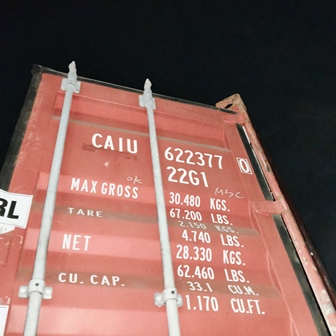 CAIU 622377 0
22G1
ok
MSC
MAX GROSS 30.480 KGS.
67.200 LBS.
TARE 2.150 KGS.
4.740 LBS.
NET 28.330 KGS.
62.460 LBS.
CU. CAP. 33.1 CU.M.
1.170 CU.FT.
RL